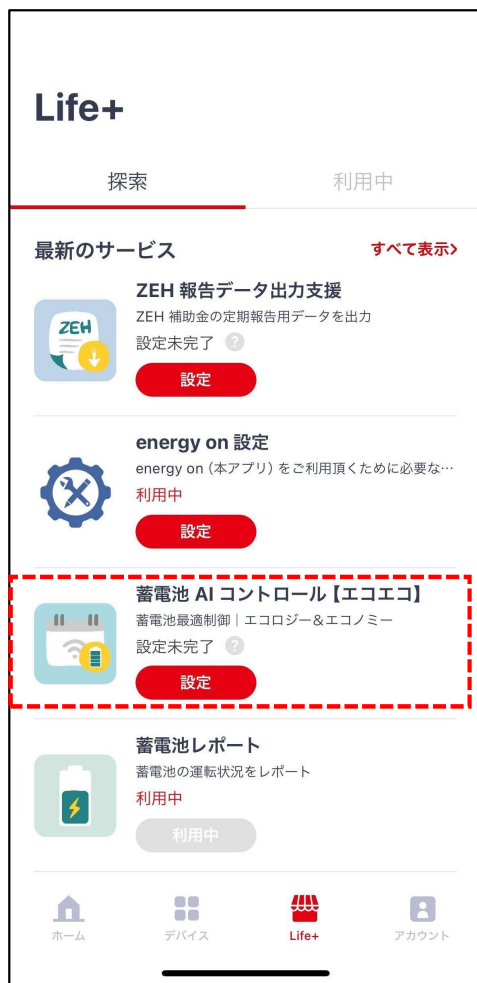 Life+
探索
利用中
最新のサービス
すべて表示>
ZEH 報告データ出力支援
ZEH
ZEH 補助金の定期報告用データを出力
設定未完了 ?
設定
energy on 設定
energy on（本アプリ）をご利用頂くために必要な…
利用中
設定
蓄電池 AI コントロール【エコエコ】
蓄電池最適制御｜エコロジー＆エコノミー
設定未完了 ?
設定
蓄電池レポート
蓄電池の運転状況をレポート
利用中
利用中
ホーム
デバイス
Life+
アカウント